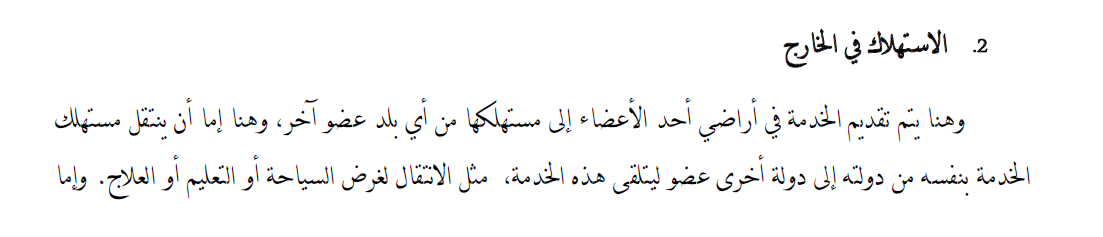 2. الاستهلاك في الخارج
وهنا يتم تقديم الخدمة في أراضي أحد الأعضاء إلى مستهلكها من أي بلد عضو آخر، وهنا إما أن ينتقل مستهلك
الخدمة بنفسه من دولته إلى دولة أخرى عضو ليتلقى هذه الخدمة، مثل الانتقال لغرض السياحة أو التعليم أو العلاج. وإما